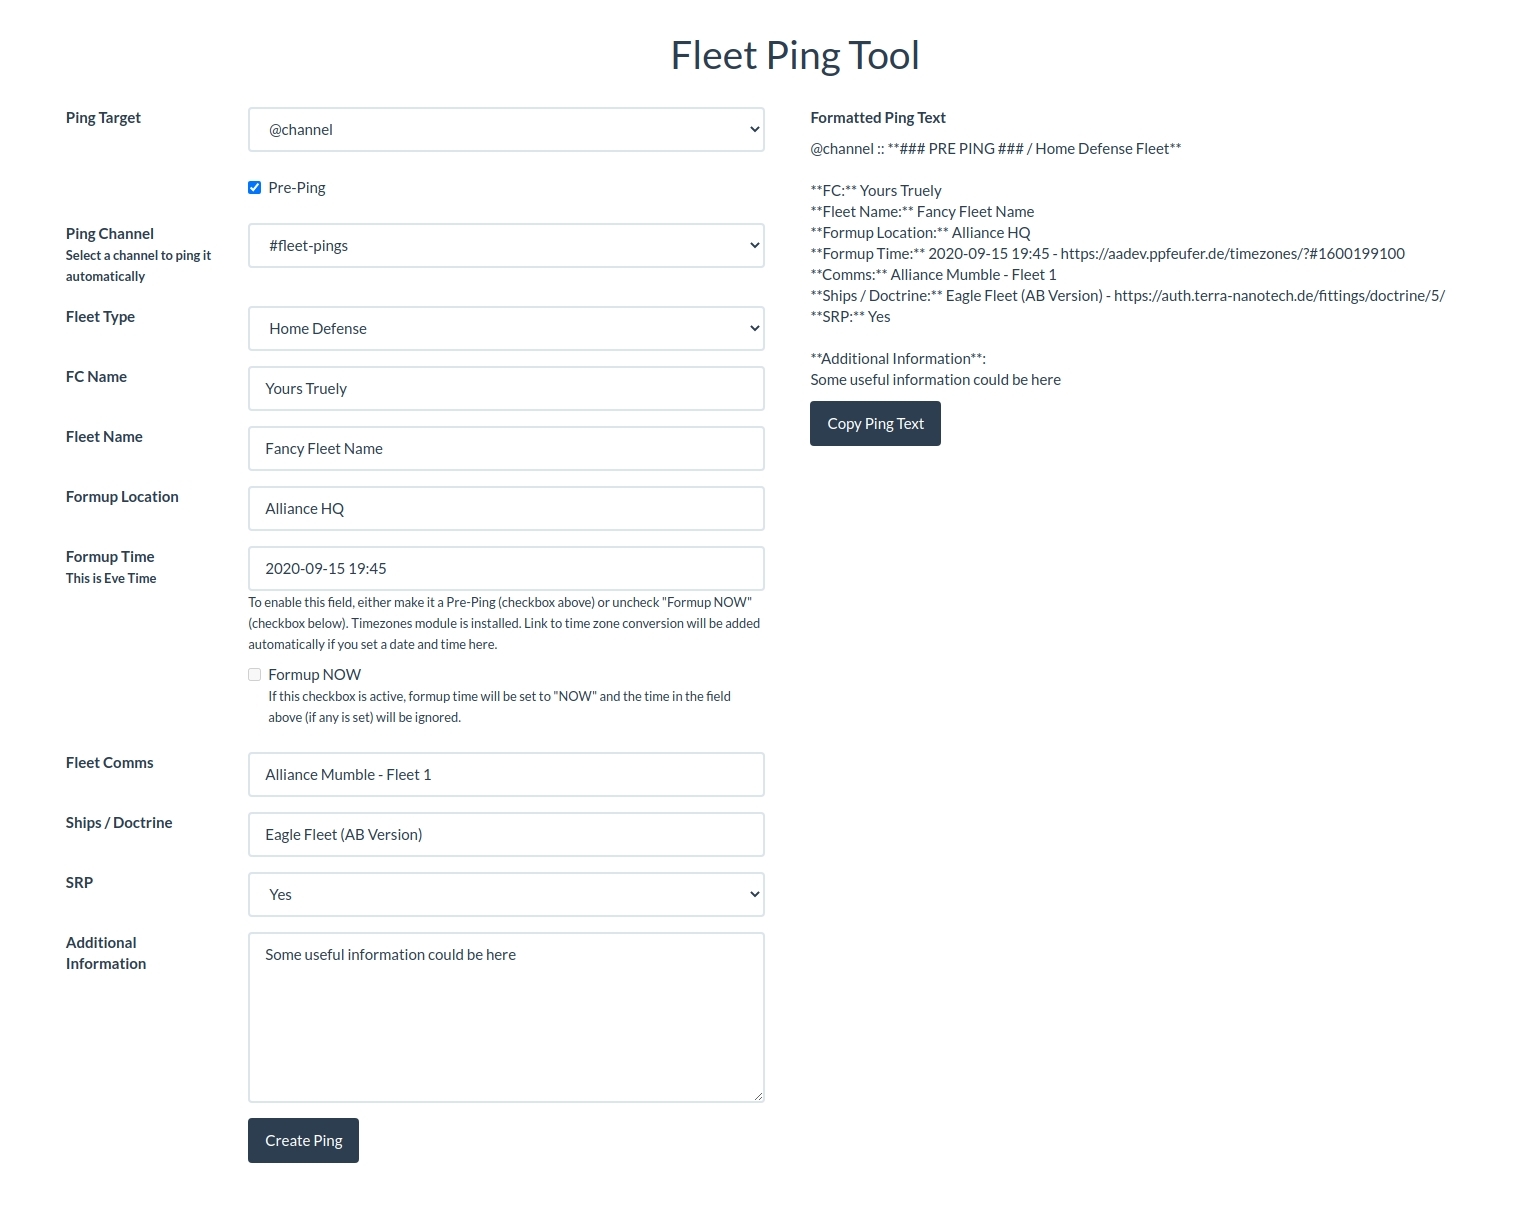 Fleet Ping Tool
Ping Target
@channel
Pre-Ping
Ping Channel
Select a channel to ping it
automatically
#fleet-pings
Fleet Type
Home Defense
FC Name
Yours Truely
Fleet Name
Fancy Fleet Name
Formup Location
Alliance HQ
Formup Time
This is Eve Time
2020-09-15 19:45
To enable this field, either make it a Pre-Ping (checkbox above) or uncheck "Formup NOW"
(checkbox below). Timezones module is installed. Link to time zone conversion will be added
automatically if you set a date and time here.
Formup NOW
If this checkbox is active, formup time will be set to "NOW" and the time in the field
above (if any is set) will be ignored.
Fleet Comms
Alliance Mumble - Fleet 1
Ships / Doctrine
Eagle Fleet (AB Version)
SRP
Yes
Additional
Information
Some useful information could be here
Create Ping
Formatted Ping Text
@channel :: **### PRE PING ### / Home Defense Fleet**
**FC:** Yours Truely
**Fleet Name:** Fancy Fleet Name
**Formup Location:** Alliance HQ
**Formup Time:** 2020-09-15 19:45 - https://aadev.ppfeufer.de/timezones/?#1600199100
**Comms:** Alliance Mumble - Fleet 1
**Ships / Doctrine:** Eagle Fleet (AB Version) - https://auth.terra-nanotech.de/fittings/doctrine/5/
**SRP:** Yes
**Additional Information**:
Some useful information could be here
Copy Ping Text